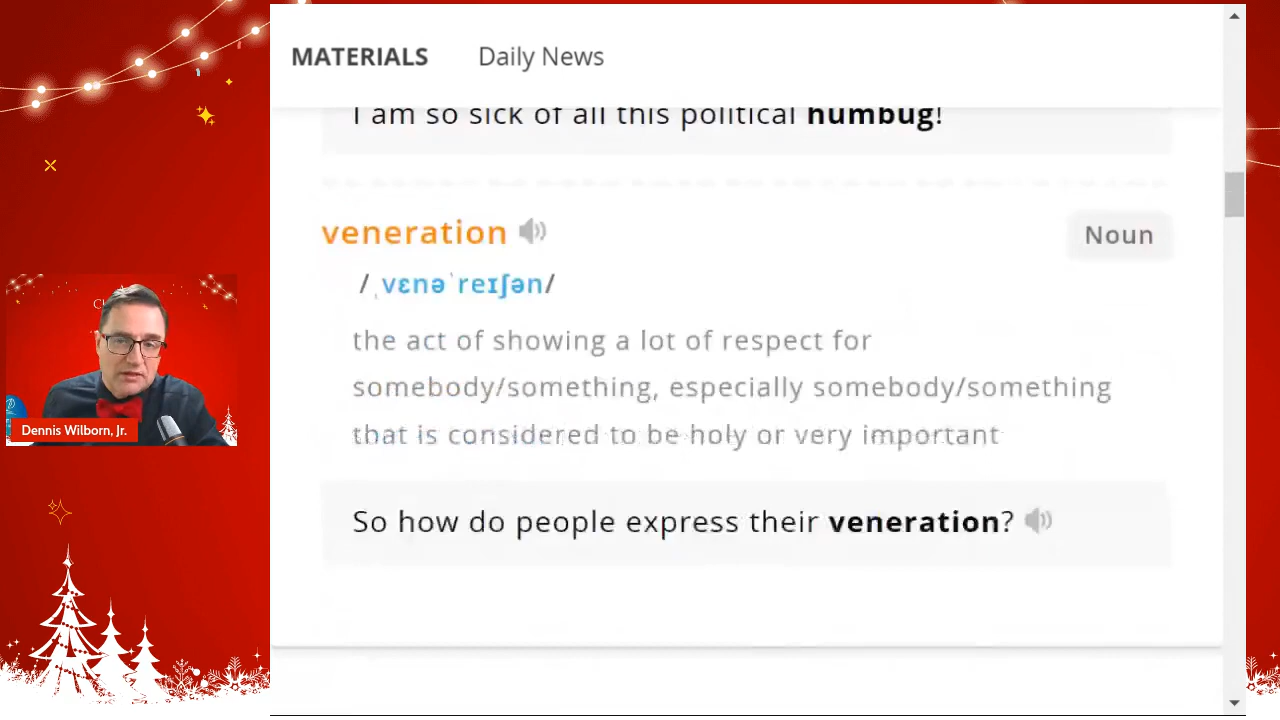 MATERIALS Daily News
I am so sick of all this political humbug!
veneration
Noun
/ˌvɛnəˈreɪʃən/
the act of showing a lot of respect for
somebody/something, especially somebody/something
that is considered to be holy or very important
So how do people express their veneration?
Dennis Wilborn, Jr.